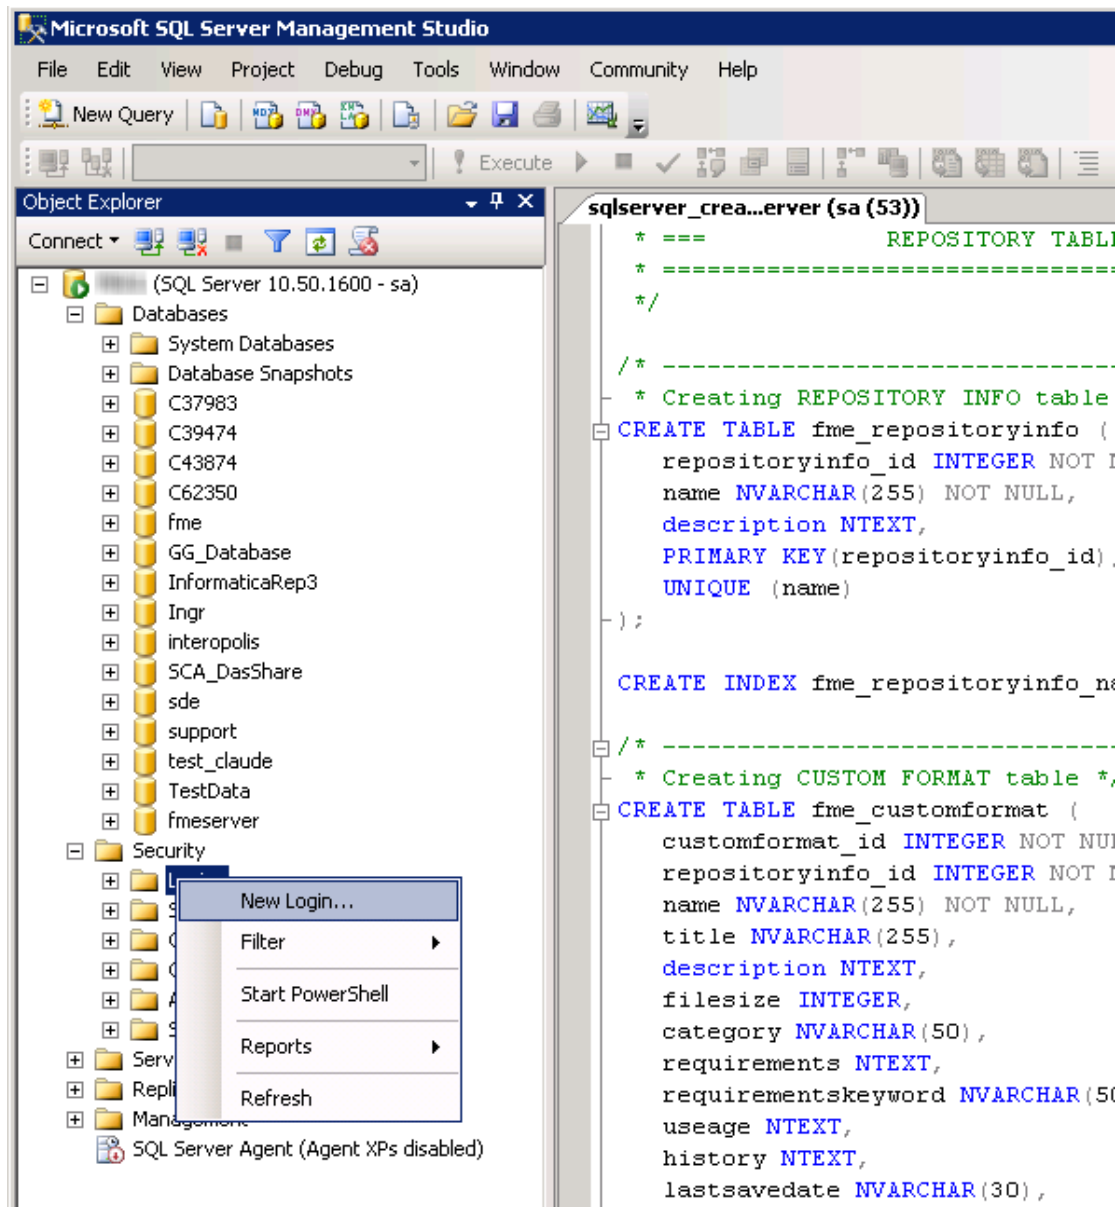 Microsoft SQL Server Management Studio
File Edit View Project Debug Tools Window Community Help
New Query
Execute
Object Explorer
Connect
(SQL Server 10.50.1600 - sa)
Databases
System Databases
Database Snapshots
C37983
C39474
C43874
C62350
fme
GG_Database
InformaticaRep3
Ingr
interopolis
SCA_DasShare
sde
support
test_claude
TestData
fmeserver
Security
New Login...
Filter
Start PowerShell
Reports
Refresh
Serv
Repli
Management
SQL Server Agent (Agent XPs disabled)
sqlserver_crea...erver (sa (53))
* === REPOSITORY TABL
* ===============================
*/
/* -------------------------------
* Creating REPOSITORY INFO table
CREATE TABLE fme_repositoryinfo (
repositoryinfo_id INTEGER NOT N
name NVARCHAR(255) NOT NULL,
description NTEXT,
PRIMARY KEY(repositoryinfo_id),
UNIQUE (name)
);
CREATE INDEX fme_repositoryinfo_na
/* -------------------------------
* Creating CUSTOM FORMAT table */
CREATE TABLE fme_customformat (
customformat_id INTEGER NOT NUL
repositoryinfo_id INTEGER NOT N
name NVARCHAR(255) NOT NULL,
title NVARCHAR(255),
description NTEXT,
filesize INTEGER,
category NVARCHAR(50),
requirements NTEXT,
requirementskeyword NVARCHAR(50
useage NTEXT,
history NTEXT,
lastsavedate NVARCHAR(30),